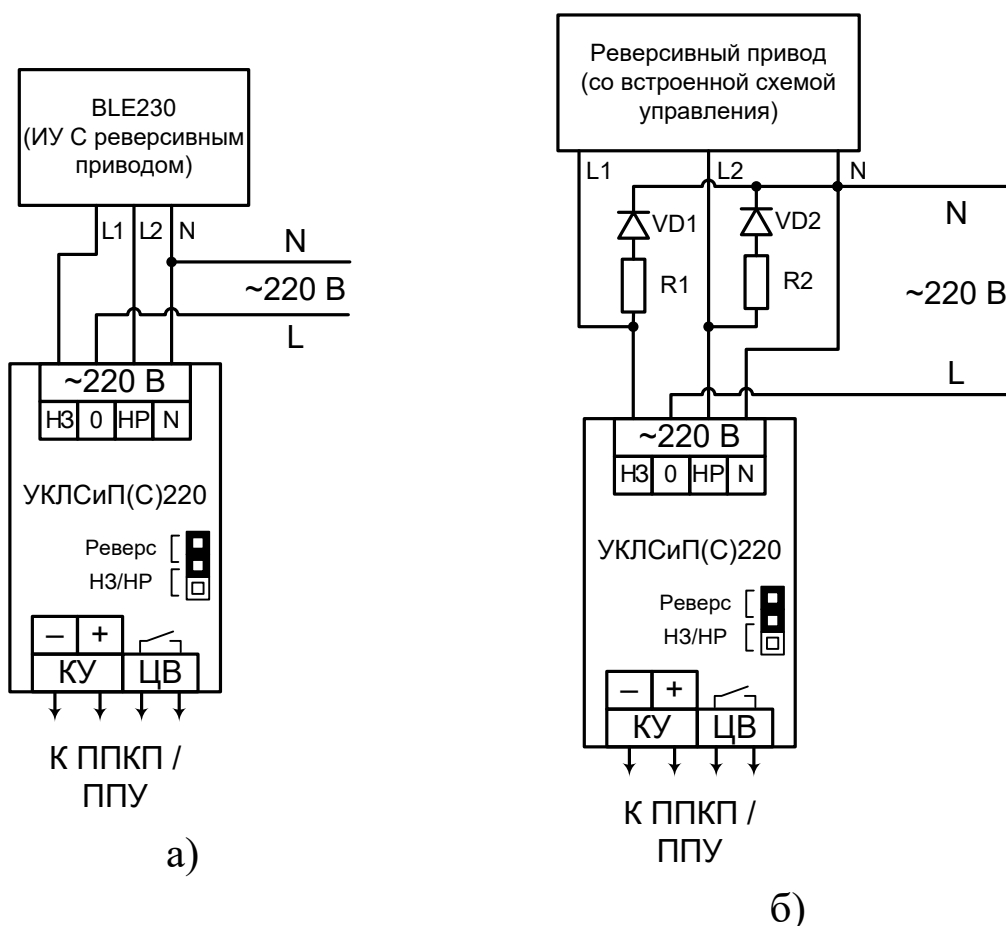 BLE230
(ИУ С реверсивным
приводом)
L1
L2
N
N
~220 В
L
~220 В
НЗ 0 НР N
УКЛСиП(С)220
Реверс
НЗ/НР
– +
КУ ЦВ
К ППКП /
ППУ
а)
Реверсивный привод
(со встроенной схемой
управления)
L1
L2
N
N
VD1
VD2
R1
R2
~220 В
L
~220 В
НЗ 0 НР N
УКЛСиП(С)220
Реверс
НЗ/НР
– +
КУ ЦВ
К ППКП /
ППУ
б)